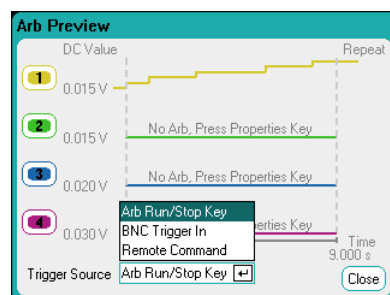 Arb Preview
DC Value Repeat
1 0.015 V
2 0.015 V No Arb, Press Properties Key
3 0.020 V No Arb, Press Properties Key
4 0.030 V erties Key
Arb Run/Stop Key
BNC Trigger In
Remote Command
Time
9.000 s
Trigger Source Arb Run/Stop Key Close